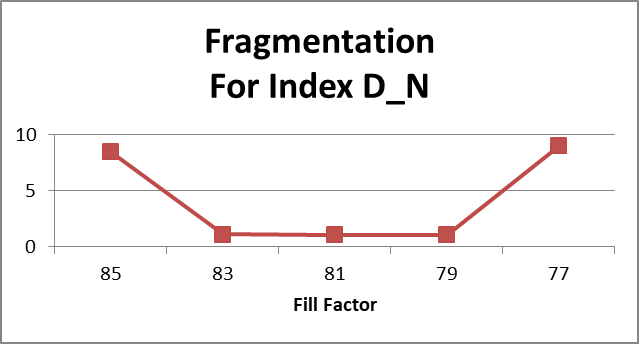 Fragmentation
For Index D_N
10
5
0
85 83 81 79 77
Fill Factor